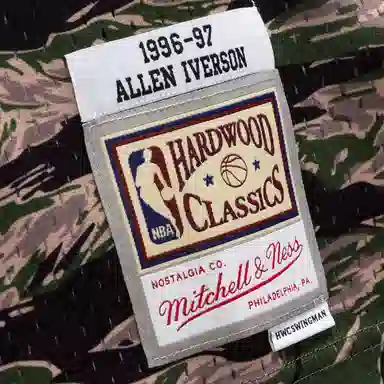 1996-97
ALLEN IVERSON
HARDWOOD
CLASSICS
NBA
NOSTALGIA CO.
Mitchell & Ness
PHILADELPHIA, PA.
HWCSWINGMAN